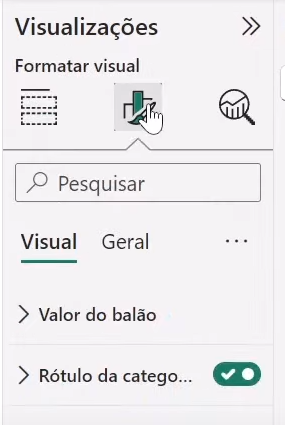 Visualizações
Formatar visual
Pesquisar
Visual Geral
Valor do balão
Rótulo da catego...